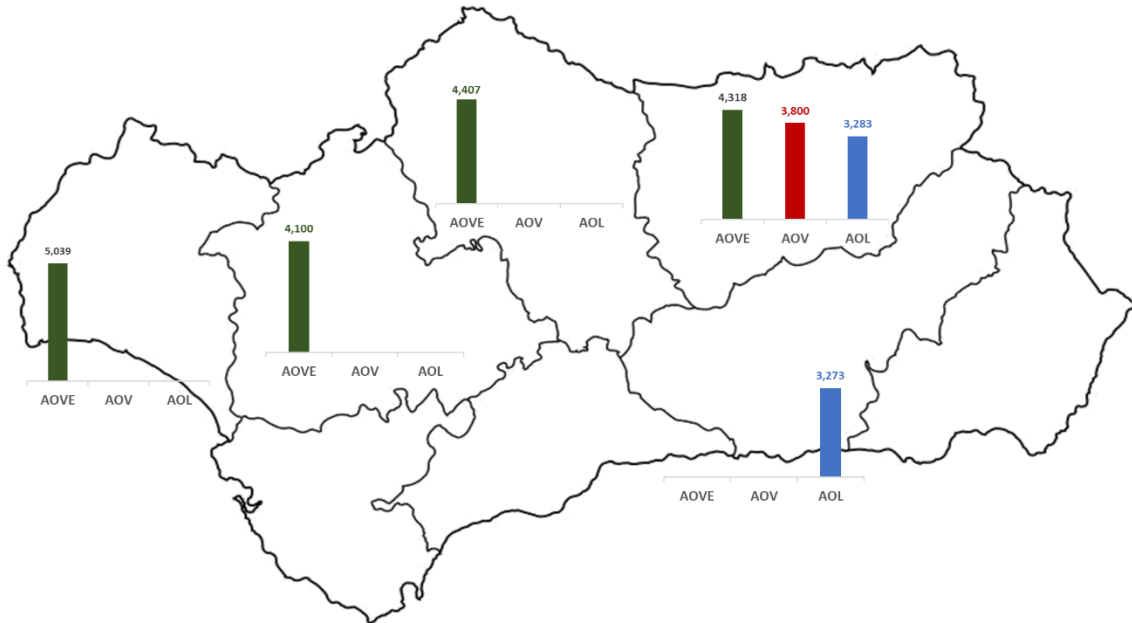 4,407
AOVE AOV AOL
4,318
3,800
3,283
AOVE AOV AOL
4,100
AOVE AOV AOL
5,039
AOVE AOV AOL
3,273
AOVE AOV AOL